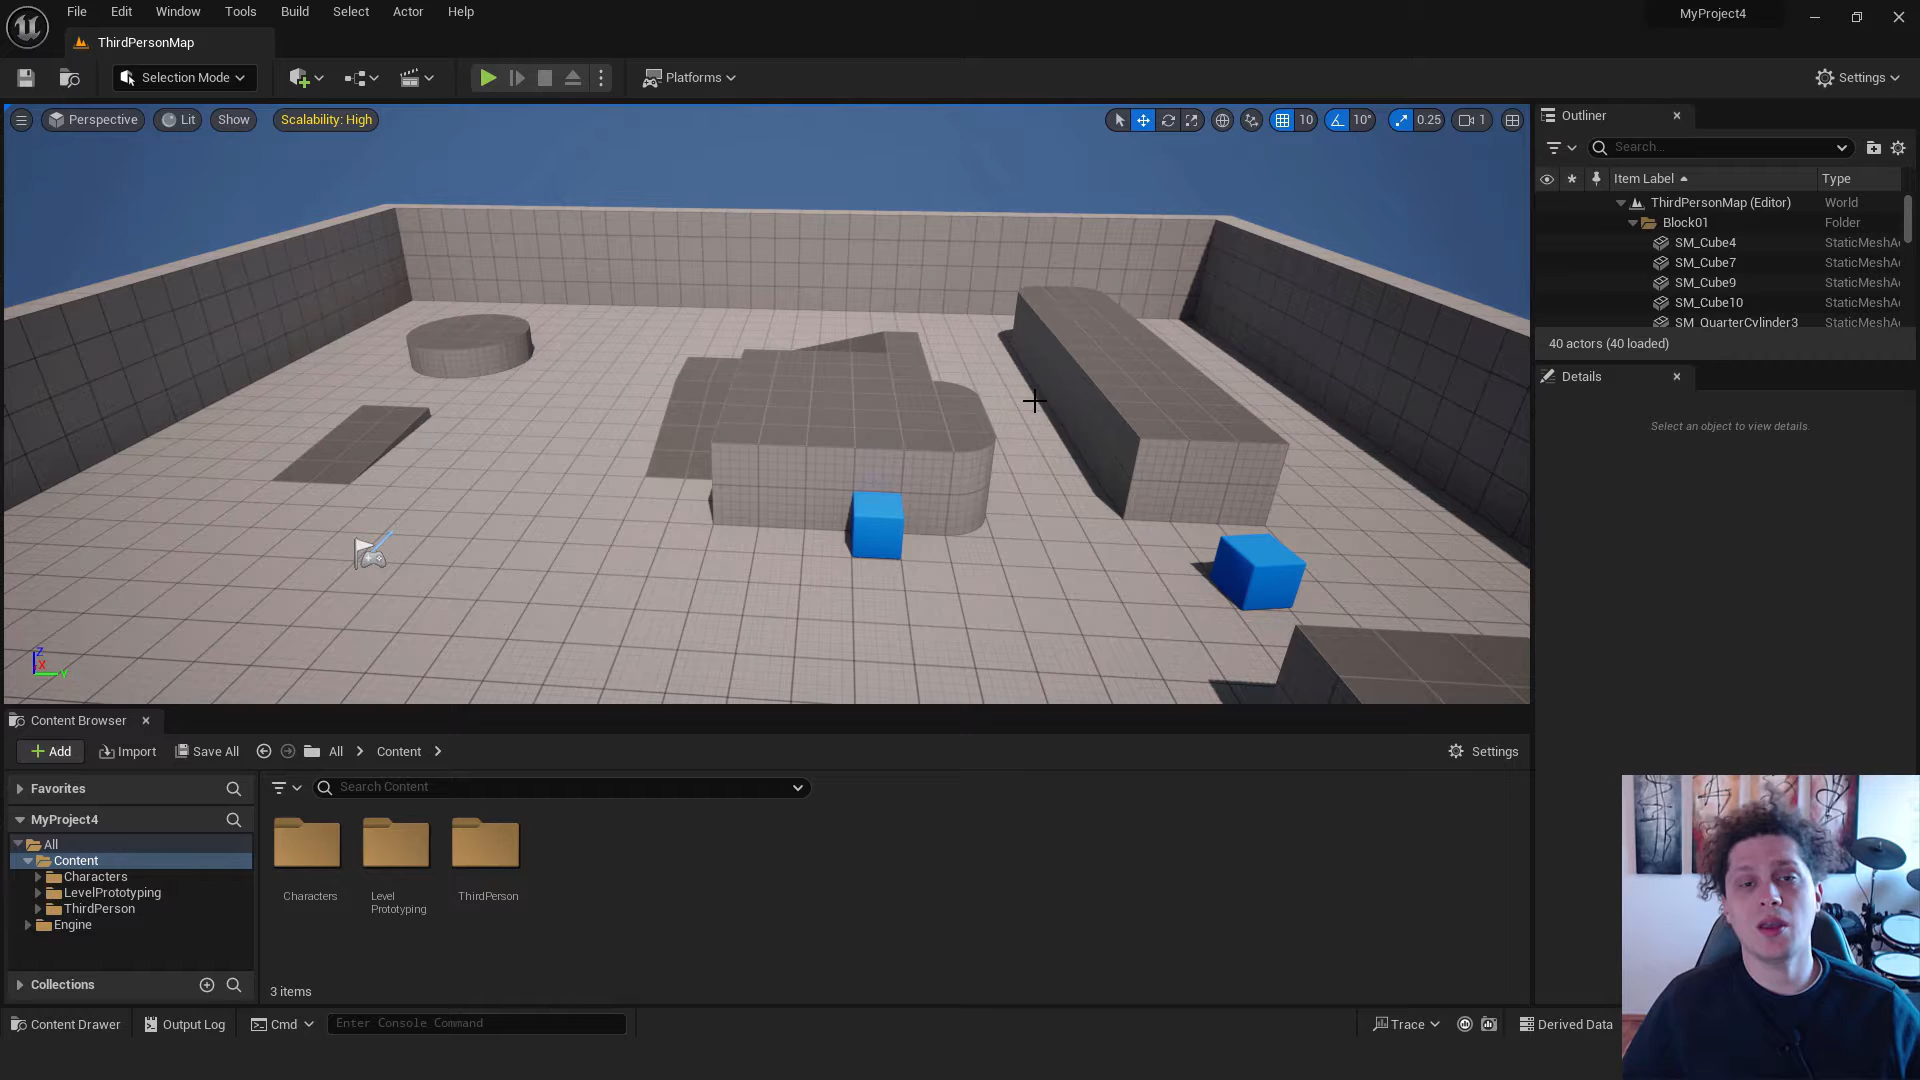 File Edit Window Tools Build Select Actor Help
MyProject4
ThirdPersonMap
Selection Mode
Platforms
Settings
Perspective Lit Show Scalability: High
10 10° 0.25 1
Outliner
Search...
Item Label Type
ThirdPersonMap (Editor) World
Block01 Folder
SM_Cube4 StaticMeshA
SM_Cube7 StaticMeshA
SM_Cube9 StaticMeshA
SM_Cube10 StaticMeshA
SM_QuarterCylinder3 StaticMeshA
40 actors (40 loaded)
Details
Select an object to view details.
Z
X
Y
Content Browser
Add Import Save All All Content Settings
Favorites
Search Content
MyProject4
All
Content
Characters
LevelPrototyping
ThirdPerson
Engine
Characters
Level
Prototyping
ThirdPerson
Collections
3 items
Content Drawer Output Log Cmd Enter Console Command Trace Derived Data